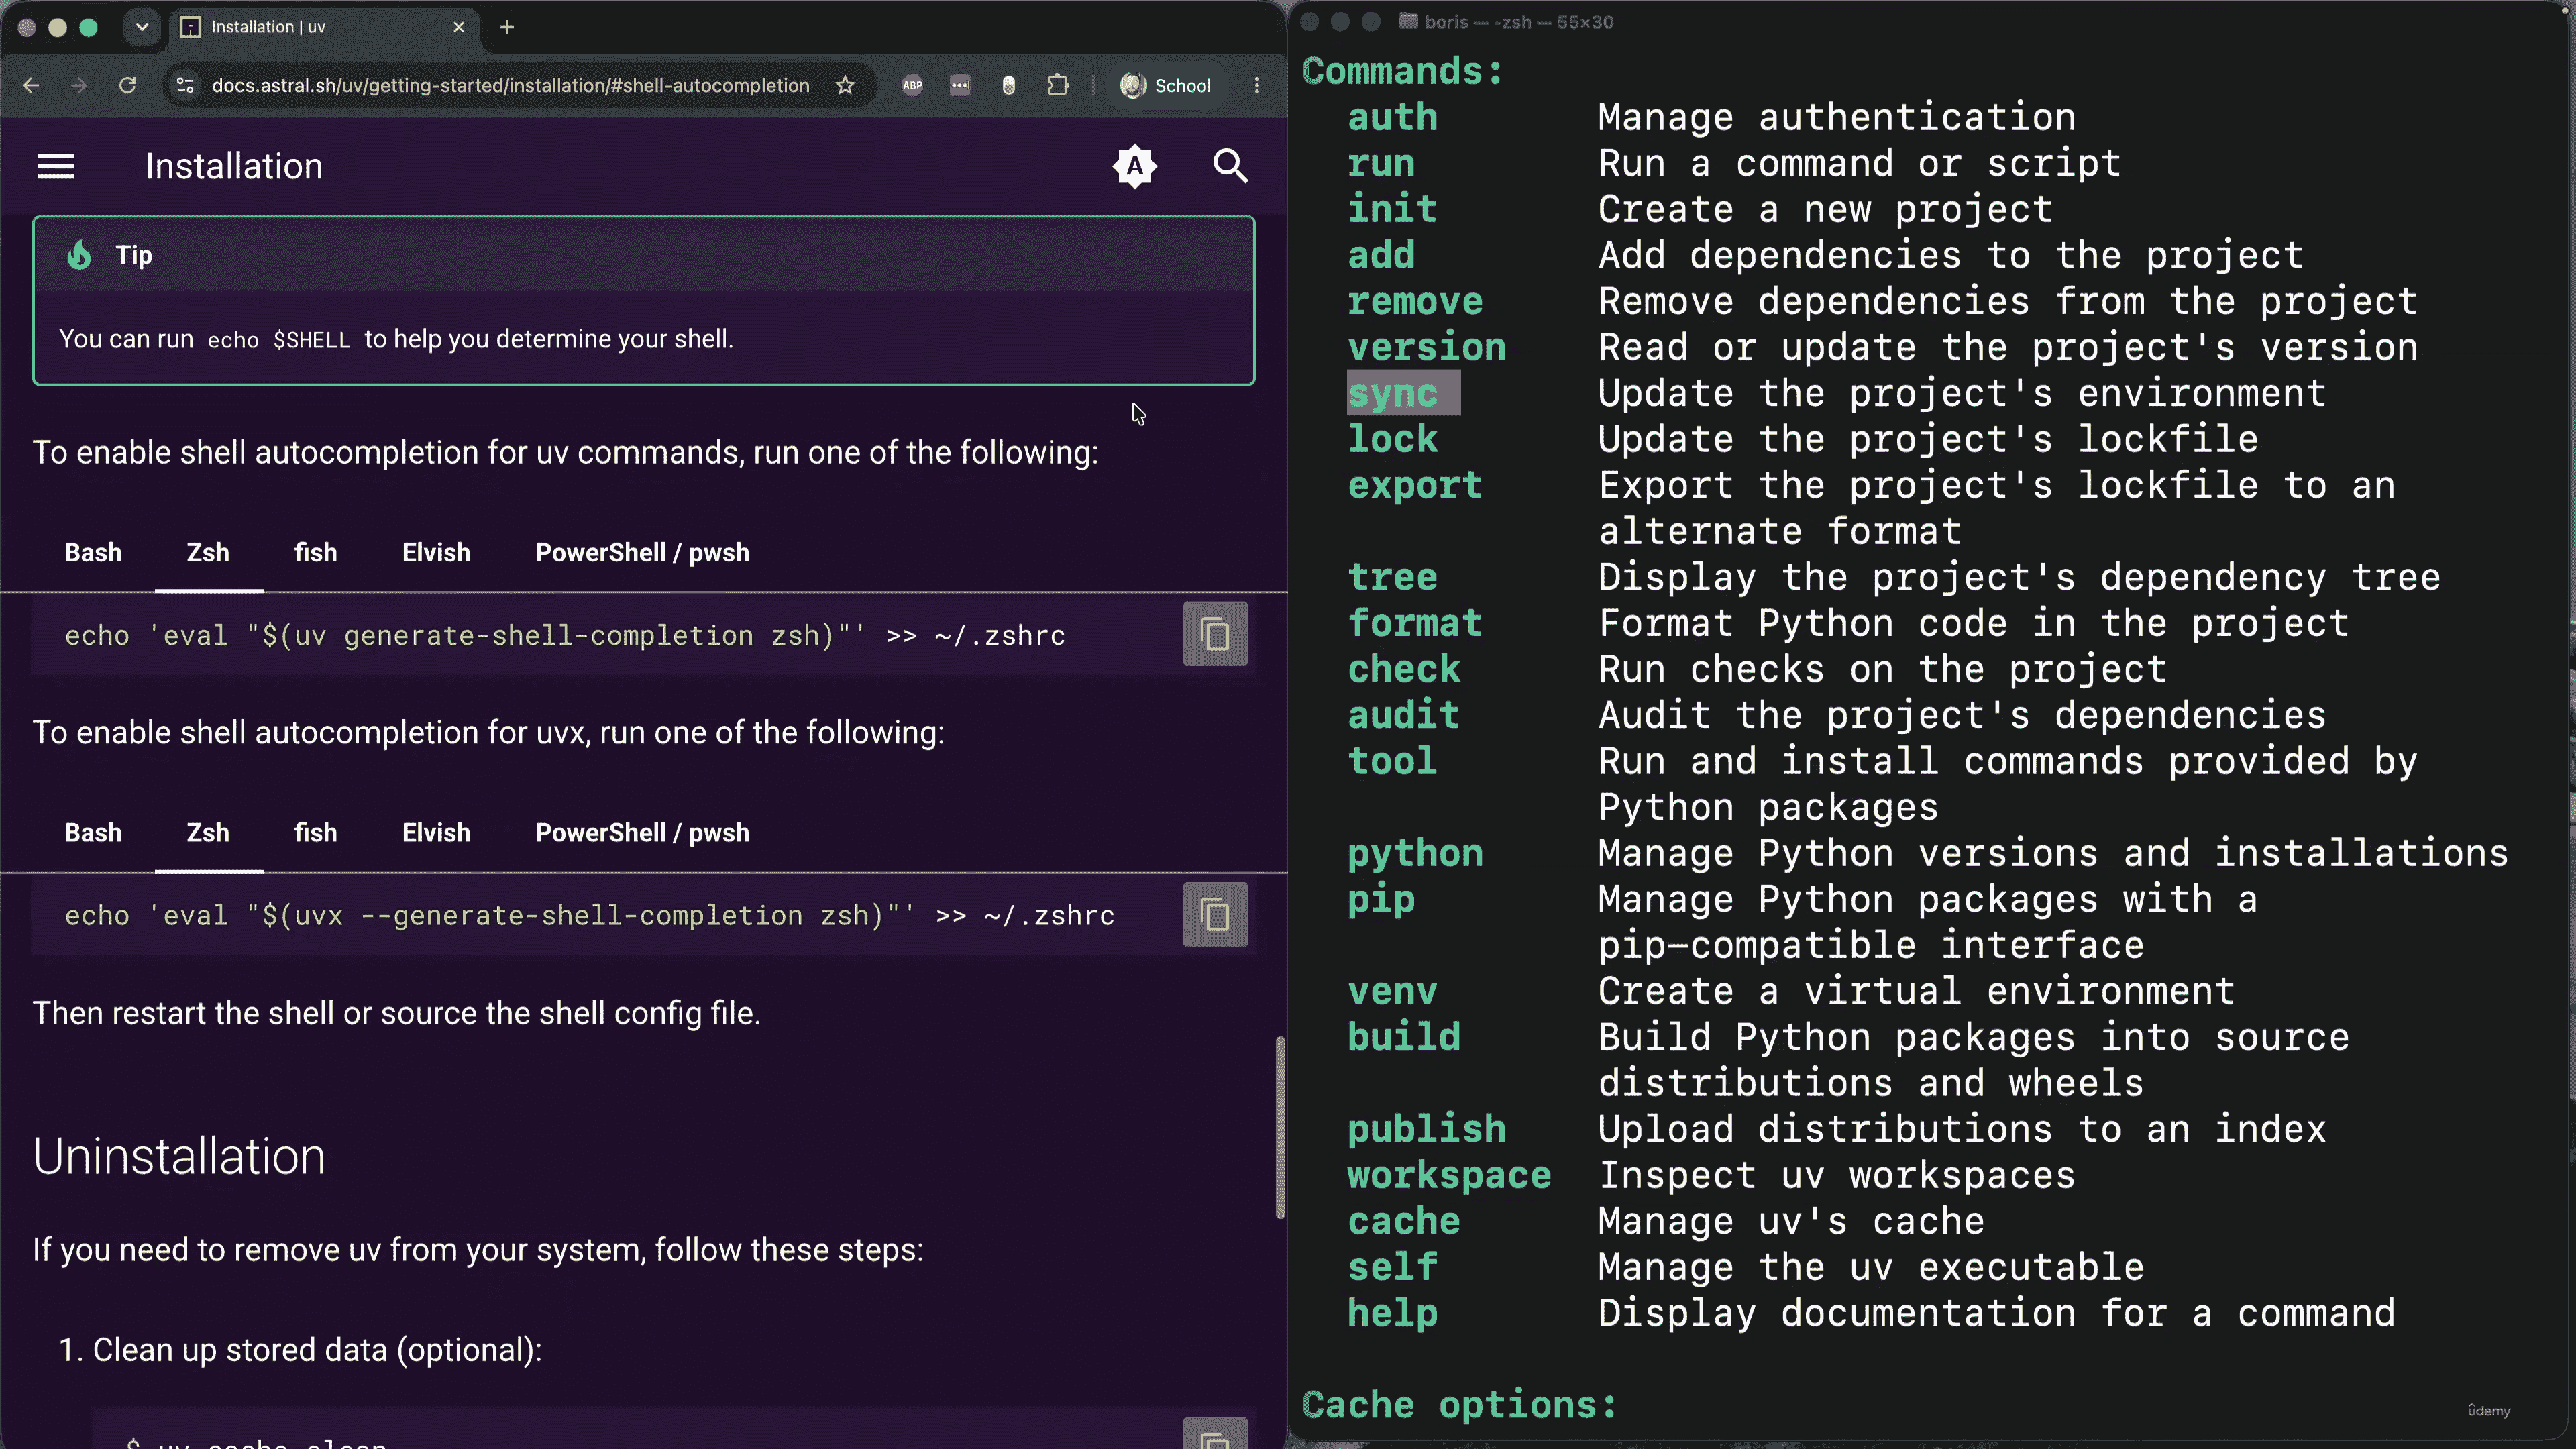 Installation | uv
docs.astral.sh/uv/getting-started/installation/#shell-autocompletion
ABP
School
Installation
A
Tip
You can run echo $SHELL to help you determine your shell.
To enable shell autocompletion for uv commands, run one of the following:
Bash Zsh fish Elvish PowerShell / pwsh
echo 'eval "$(uv generate-shell-completion zsh)"' >> ~/.zshrc
To enable shell autocompletion for uvx, run one of the following:
Bash Zsh fish Elvish PowerShell / pwsh
echo 'eval "$(uvx --generate-shell-completion zsh)"' >> ~/.zshrc
Then restart the shell or source the shell config file.
Uninstallation
If you need to remove uv from your system, follow these steps:
1. Clean up stored data (optional):
$ uv cache clean
boris — -zsh — 55×30
Commands:
auth Manage authentication
run Run a command or script
init Create a new project
add Add dependencies to the project
remove Remove dependencies from the project
version Read or update the project's version
sync Update the project's environment
lock Update the project's lockfile
export Export the project's lockfile to an
alternate format
tree Display the project's dependency tree
format Format Python code in the project
check Run checks on the project
audit Audit the project's dependencies
tool Run and install commands provided by
Python packages
python Manage Python versions and installations
pip Manage Python packages with a
pip-compatible interface
venv Create a virtual environment
build Build Python packages into source
distributions and wheels
publish Upload distributions to an index
workspace Inspect uv workspaces
cache Manage uv's cache
self Manage the uv executable
help Display documentation for a command
Cache options:
ûdemy